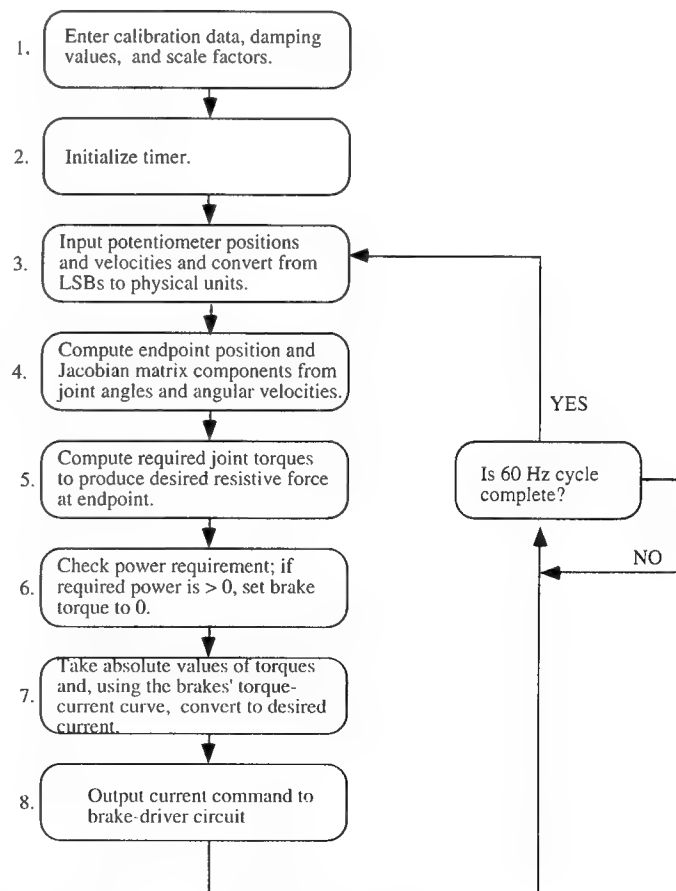 1.
Enter calibration data, damping
values, and scale factors.
2.
Initialize timer.
3.
Input potentiometer positions
and velocities and convert from
LSBs to physical units.
4.
Compute endpoint position and
Jacobian matrix components from
joint angles and angular velocities.
5.
Compute required joint torques
to produce desired resistive force
at endpoint.
6.
Check power requirement; if
required power is > 0, set brake
torque to 0.
7.
Take absolute values of torques
and, using the brakes' torque-
current curve, convert to desired
current.
8.
Output current command to
brake-driver circuit
YES
Is 60 Hz cycle
complete?
NO